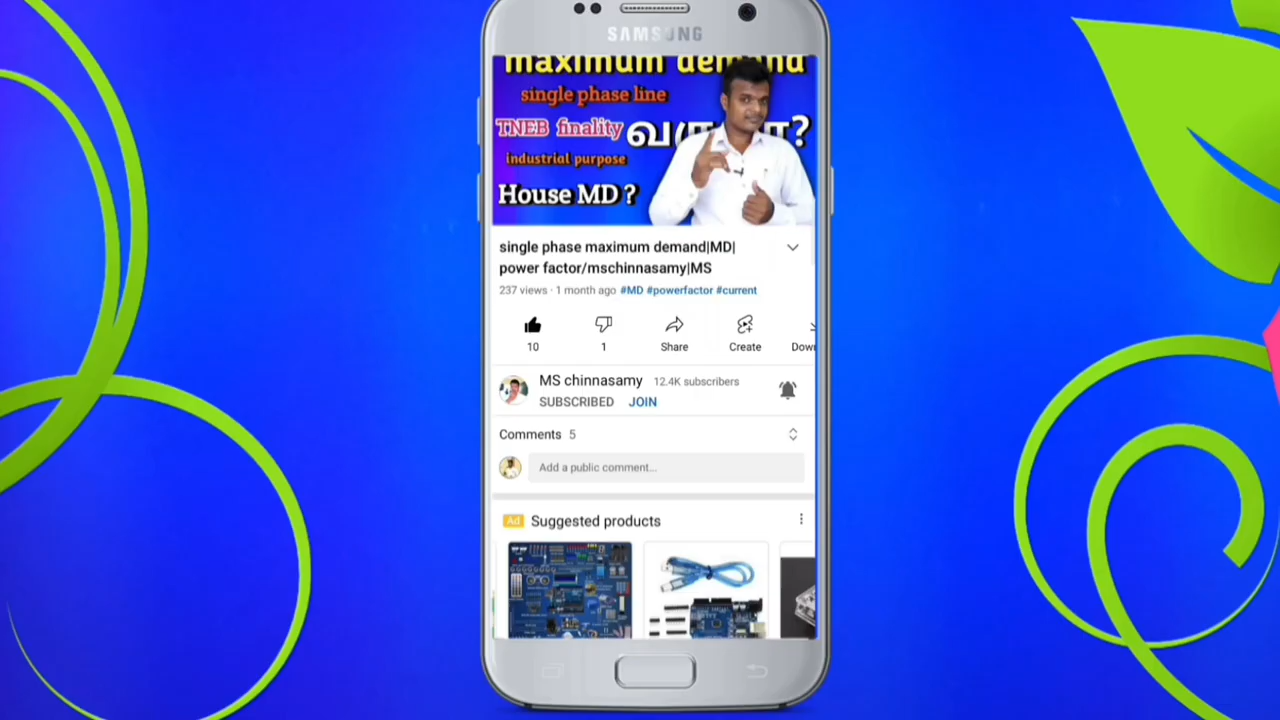 SAMSUNG
maximum demand
single phase line
TNEB finality
industrial purpose
House MD ?
single phase maximum demand|MD|
power factor/mschinnasamy|MS
237 views · 1 month ago #MD #powerfactor #current
10
1
Share
Create
MS chinnasamy 12.4K subscribers
SUBSCRIBED JOIN
Comments 5
Add a public comment...
Ad Suggested products